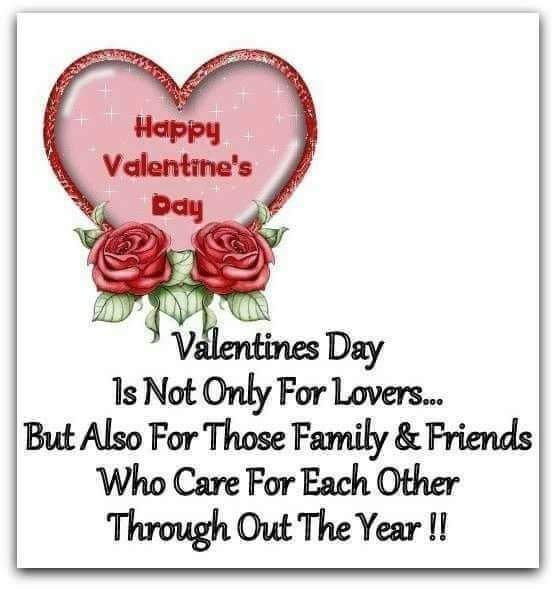 Happy
Valentine's
Day
Valentines Day
Is Not Only For Lovers...
But Also For Those Family & Friends
Who Care For Each Other
Through Out The Year !!